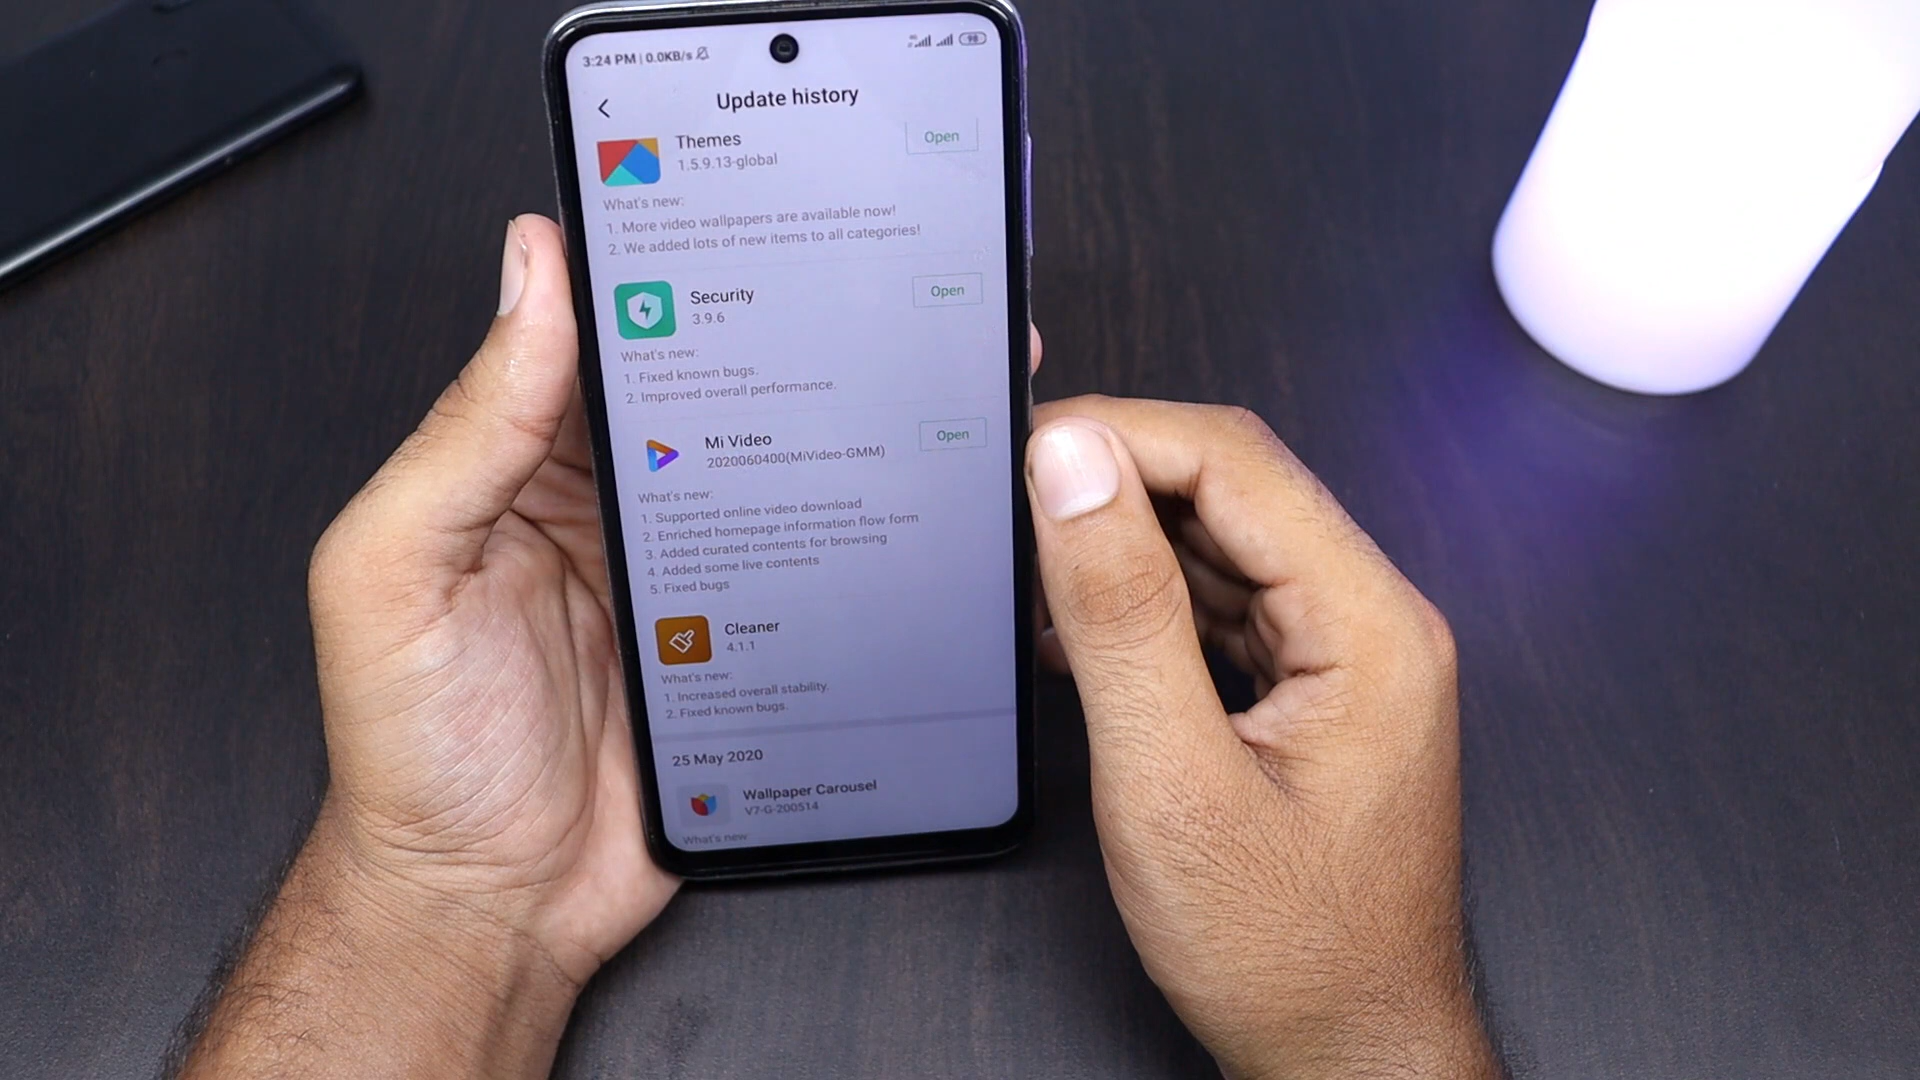 3:24 PM | 0.0KB/s
98
Update history
Themes
1.5.9.13-global
Open
What's new:
1. More video wallpapers are available now!
2. We added lots of new items to all categories!
Security
3.9.6
Open
What's new:
1. Fixed known bugs.
2. Improved overall performance.
Mi Video
2020060400(MiVideo-GMM)
Open
What's new:
1. Supported online video download
2. Enriched homepage information flow form
3. Added curated contents for browsing
4. Added some live contents
5. Fixed bugs
Cleaner
4.1.1
What's new:
1. Increased overall stability.
2. Fixed known bugs.
25 May 2020
Wallpaper Carousel
V7-G-200514
What's new